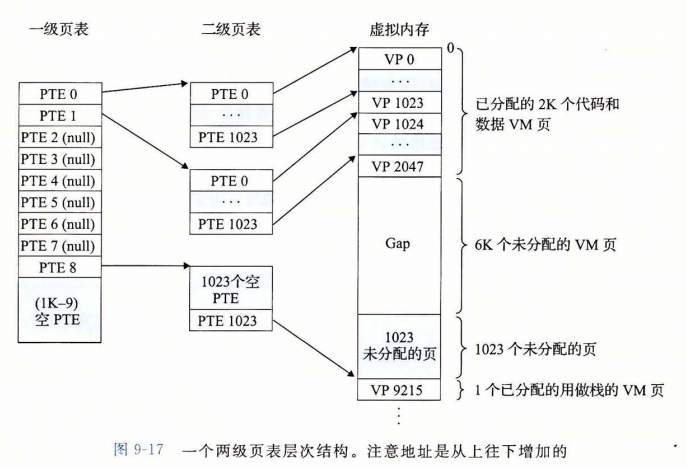 一级页表
二级页表
虚拟内存
PTE 0
PTE 1
PTE 2 (null)
PTE 3 (null)
PTE 4 (null)
PTE 5 (null)
PTE 6 (null)
PTE 7 (null)
PTE 8
(1K–9)
空 PTE
PTE 0
···
PTE 1023
PTE 0
···
PTE 1023
1023个空
PTE
PTE 1023
0
VP 0
···
VP 1023
VP 1024
···
VP 2047
Gap
1023
未分配的页
VP 9215
⋮
已分配的 2K 个代码和
数据 VM 页
6K 个未分配的 VM 页
1023 个未分配的页
1 个已分配的用做栈的 VM 页
图 9-17 一个两级页表层次结构。注意地址是从上往下增加的